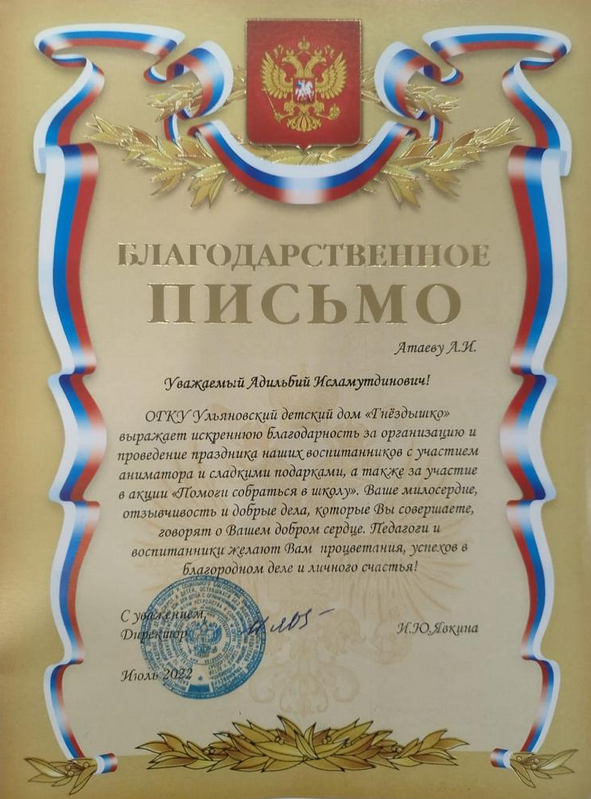 БЛАГОДАРСТВЕННОЕ
ПИСЬМО
Атаеву А.И.
Уважаемый Адильбий Исламутдинович!
ОГКУ Ульяновский детский дом «Гнёздышко»
выражает искреннюю благодарность за организацию и
проведение праздника наших воспитанников с участием
аниматора и сладкими подарками, а также за участие
в акции «Помоги собраться в школу». Ваше милосердие,
отзывчивость и добрые дела, которые Вы совершаете,
говорят о Вашем добром сердце. Педагоги и
воспитанники желают Вам процветания, успехов в
благородном деле и личного счастья!
С уважением,
Директор
И.Ю.Явкина
Июль 2022